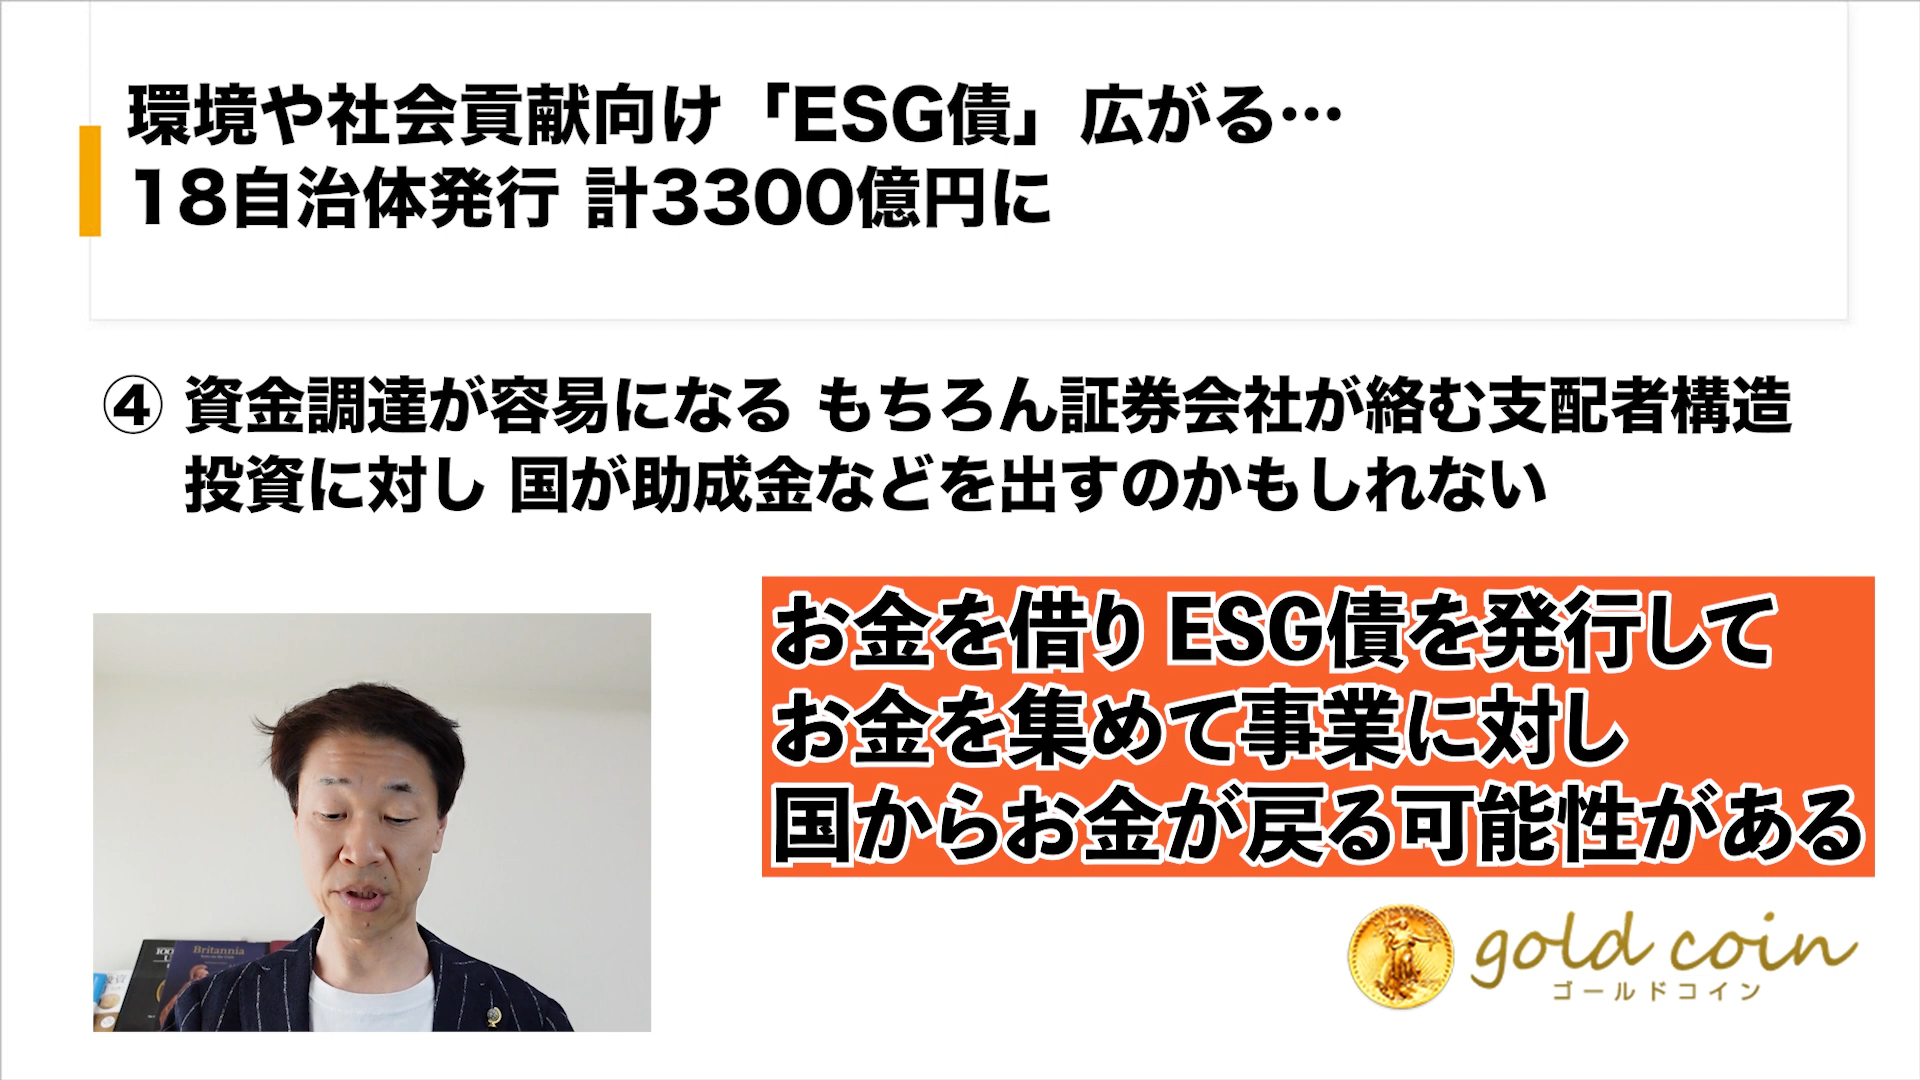 環境や社会貢献向け「ESG債」広がる…
18自治体発行 計3300億円に
④ 資金調達が容易になる もちろん証券会社が絡む支配者構造
投資に対し 国が助成金などを出すのかもしれない
お金を借り ESG債を発行して
お金を集めて事業に対し
国からお金が戻る可能性がある
Britannia
gold coin
ゴールドコイン